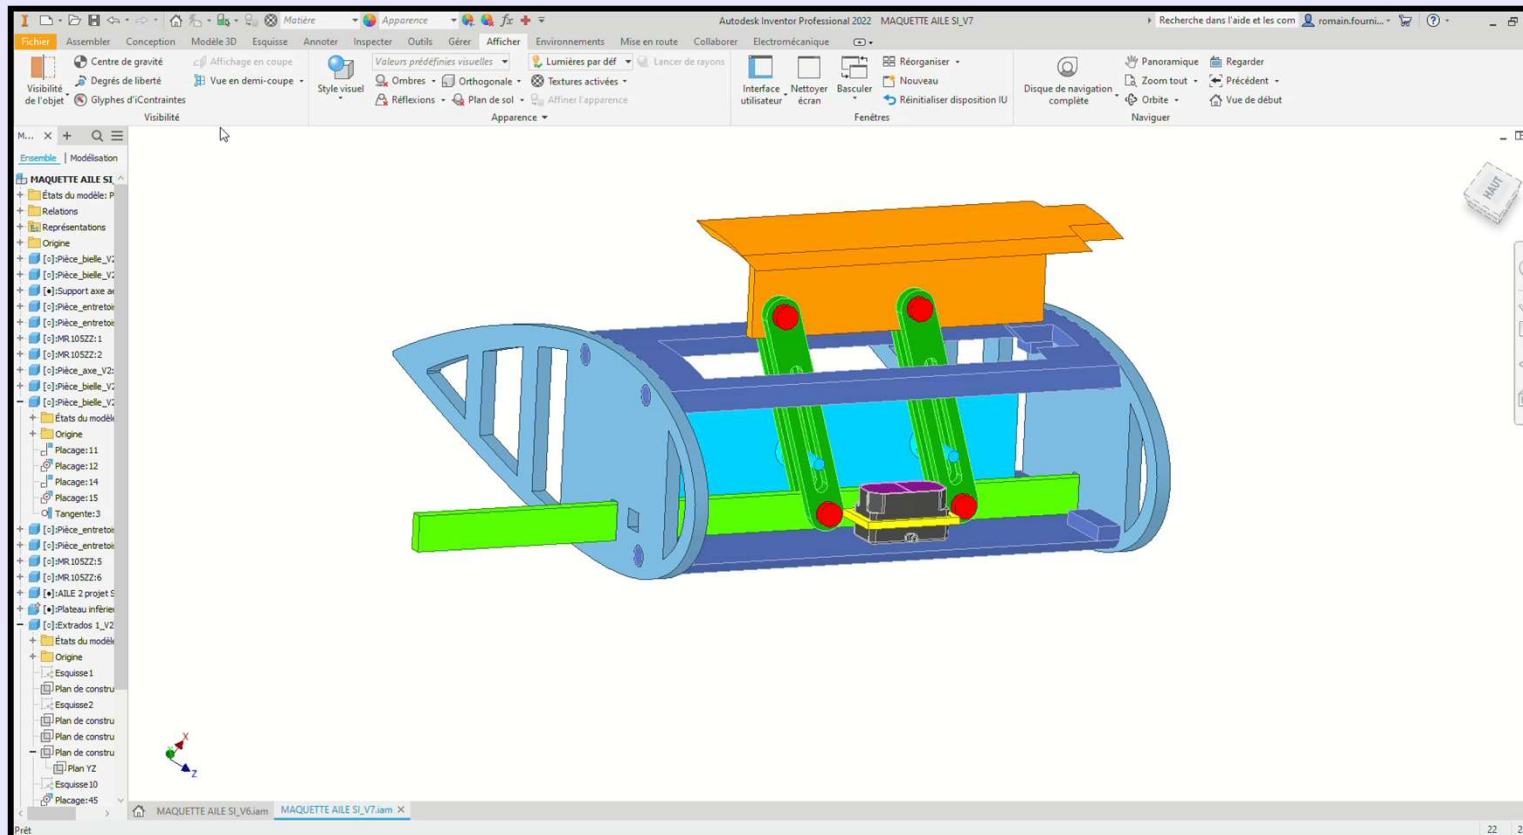 Matière
Apparence
Autodesk Inventor Professional 2022 MAQUETTE AILE SI_V7
Recherche dans l'aide et les com
romain.fourni...
Fichier Assembler Conception Modèle 3D Esquisse Annoter Inspecter Outils Gérer Afficher Environnements Mise en route Collaborer Electromécanique
Visibilité de l'objet
Centre de gravité
Degrés de liberté
Glyphes d'iContraintes
Affichage en coupe
Vue en demi-coupe
Visibilité
Style visuel
Valeurs prédéfinies visuelles
Ombres
Réflexions
Orthogonale
Plan de sol
Lumières par déf
Textures activées
Affiner l'apparence
Lancer de rayons
Apparence
Interface utilisateur
Nettoyer écran
Basculer
Réorganiser
Nouveau
Réinitialiser disposition IU
Fenêtres
Disque de navigation complète
Panoramique
Zoom tout
Orbite
Regarder
Précédent
Vue de début
Naviguer
M...
Ensemble | Modélisation
MAQUETTE AILE SI_
États du modèle: P
Relations
Représentations
Origine
[○]:Pièce_bielle_V2
[○]:Pièce_bielle_V2
[●]:Support axe a
[○]:Pièce_entretoi
[○]:Pièce_entretoi
[○]:MR105ZZ:1
[○]:MR105ZZ:2
[○]:Pièce_axe_V2:
[○]:Pièce_bielle_V2
[○]:Pièce_bielle_V2
États du modèl
Origine
Placage:11
Placage:12
Placage:14
Placage:15
Tangente:3
[○]:Pièce_entretoi
[○]:Pièce_entretoi
[○]:MR105ZZ:5
[○]:MR105ZZ:6
[●]:AILE 2 projet S
[●]:Plateau inférie
[○]:Extrados 1_V2
États du modèl
Origine
Esquisse1
Plan de constru
Esquisse2
Plan de constru
Plan de constru
Plan de constru
Plan YZ
Esquisse10
Placage:45
HAUT
X
Z
MAQUETTE AILE SI_V6.iam
MAQUETTE AILE SI_V7.iam
Prêt
22 2